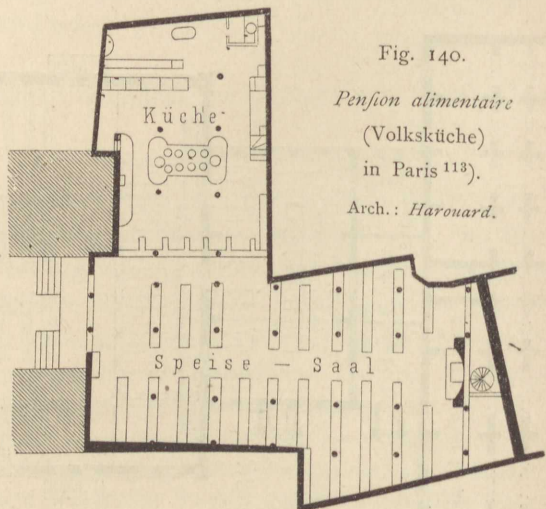 Fig. 140.
Penſion alimentaire
(Volksküche)
in Paris ¹¹³).
Arch.: Harouard.
Küche
Speise — Saal